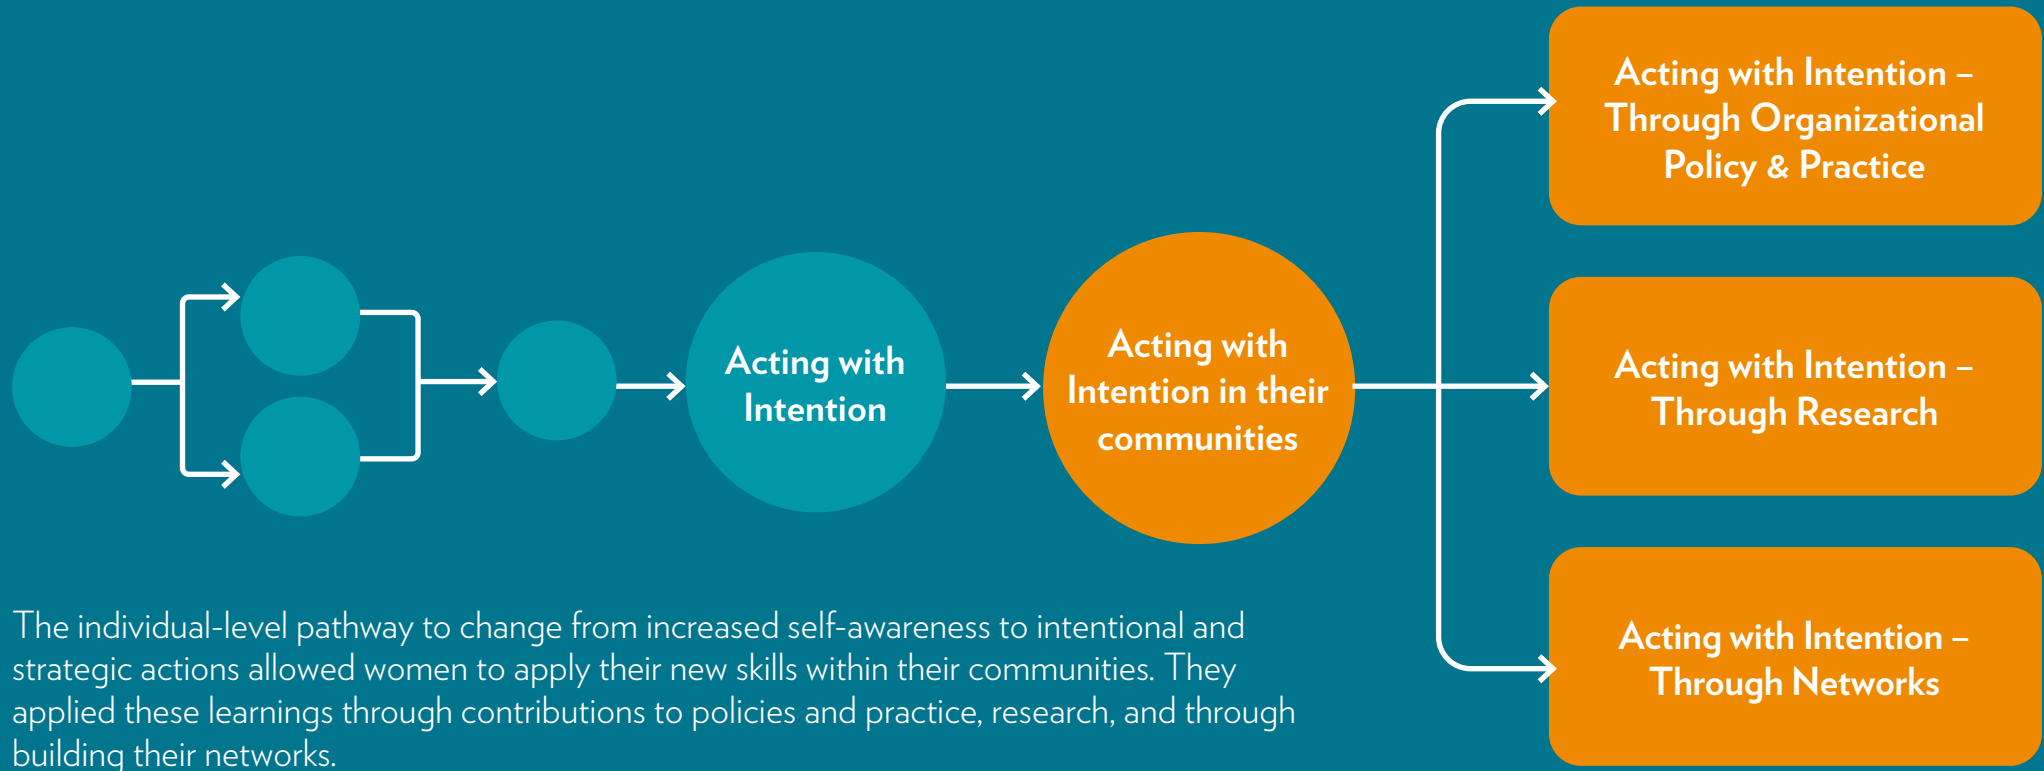 Acting with Intention –
Through Organizational
Policy & Practice
Acting with
Intention
Acting with
Intention in their
communities
Acting with Intention –
Through Research
Acting with Intention –
Through Networks
The individual-level pathway to change from increased self-awareness to intentional and
strategic actions allowed women to apply their new skills within their communities. They
applied these learnings through contributions to policies and practice, research, and through
building their networks.